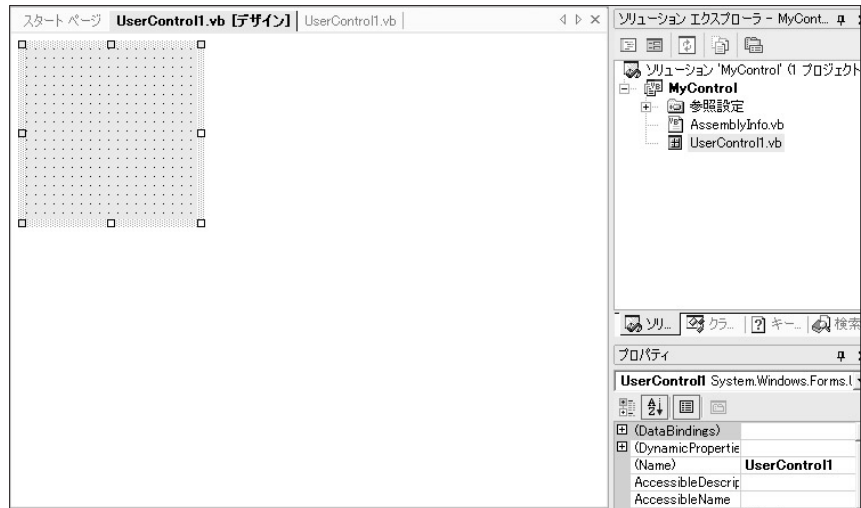 スタート ページ UserControl1.vb [デザイン] UserControl1.vb
ソリューション エクスプローラ - MyCont...
ソリューション 'MyControl' (1 プロジェクト
MyControl
参照設定
AssemblyInfo.vb
UserControl1.vb
ソリ... クラ... キー... 検索
プロパティ
UserControl1 System.Windows.Forms.U
(DataBindings)
(DynamicPropertie
(Name) UserControl1
AccessibleDescrip
AccessibleName